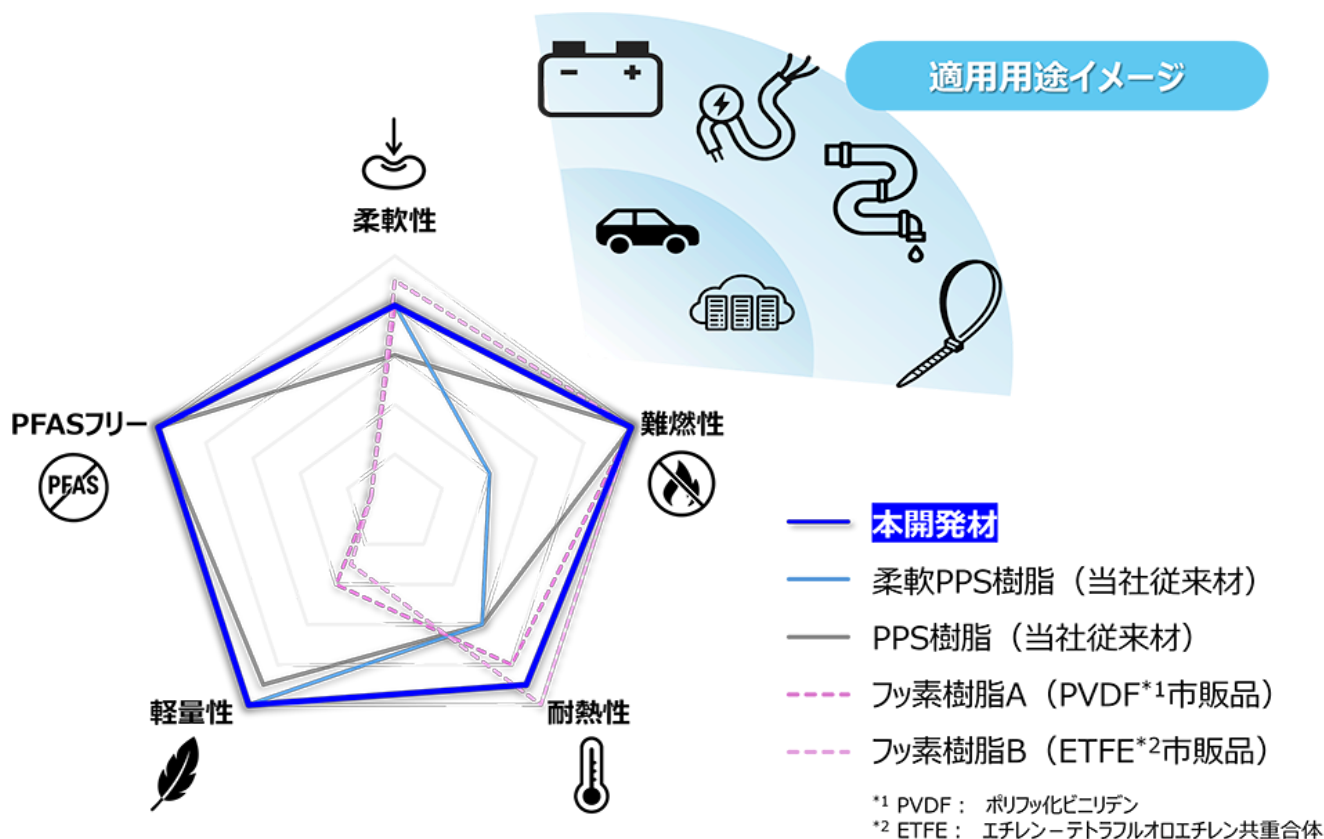 適用用途イメージ
柔軟性
PFASフリー
PFAS
難燃性
軽量性
耐熱性
本開発材
柔軟PPS樹脂（当社従来材）
PPS樹脂（当社従来材）
フッ素樹脂A（PVDF*1市販品）
フッ素樹脂B（ETFE*2市販品）
*1 PVDF： ポリフッ化ビニリデン
*2 ETFE： エチレンーテトラフルオロエチレン共重合体